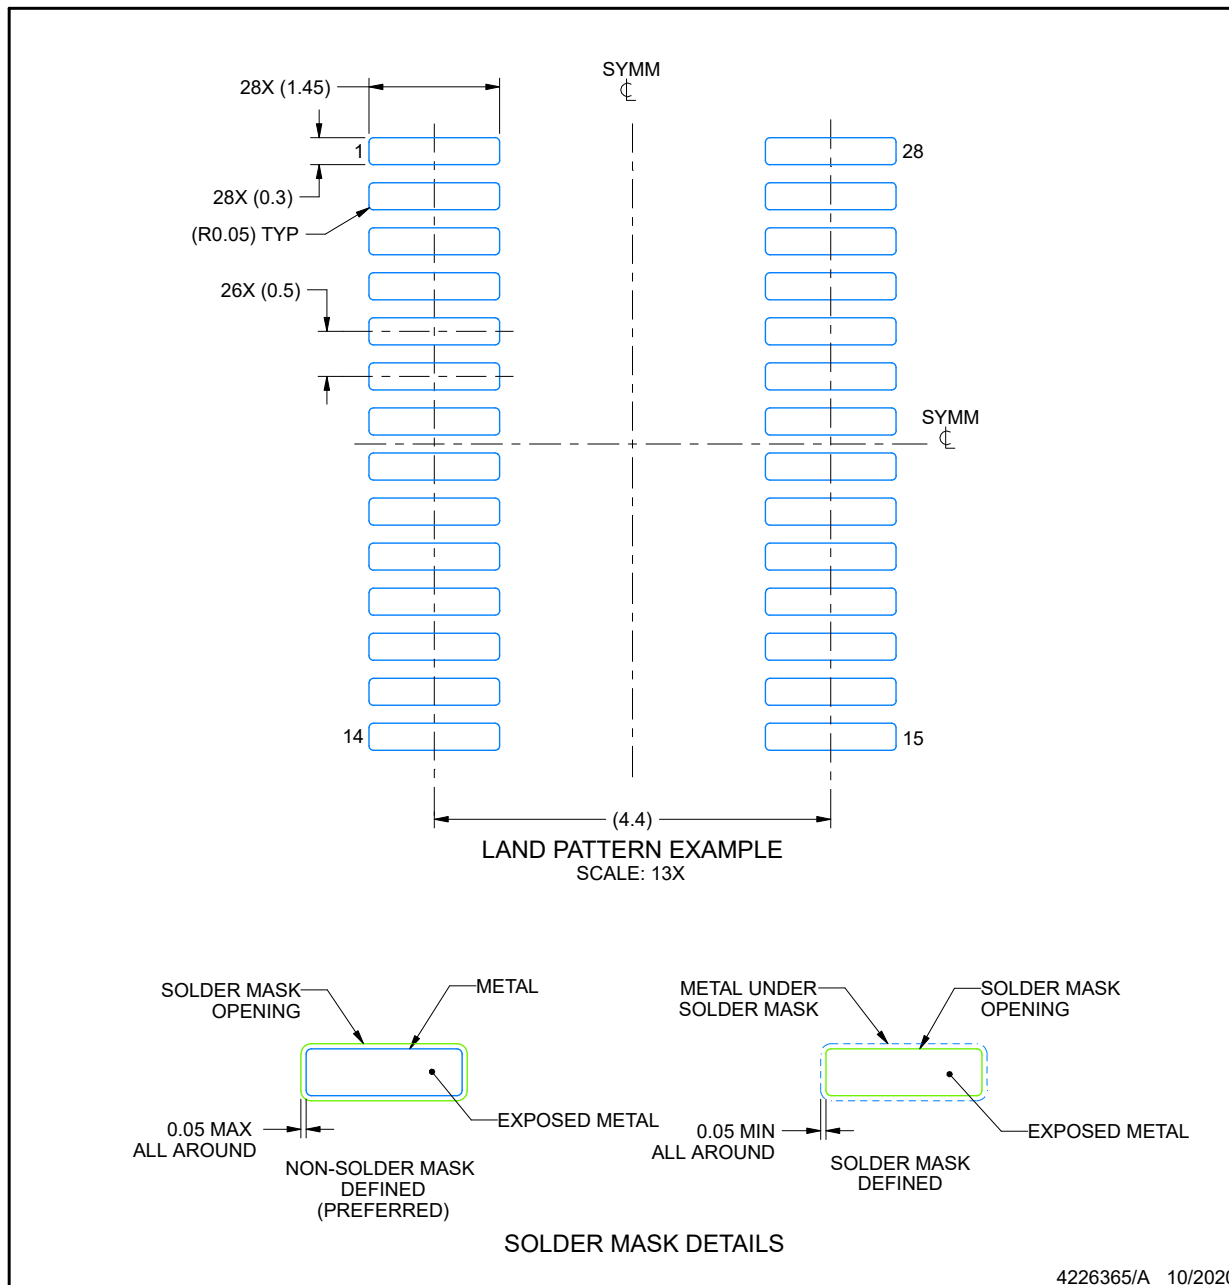 SYMM
℄
28X (1.45)
1
28
28X (0.3)
(R0.05) TYP
26X (0.5)
SYMM
℄
14
15
(4.4)
LAND PATTERN EXAMPLE
SCALE: 13X
SOLDER MASK
OPENING
METAL
EXPOSED METAL
0.05 MAX
ALL AROUND
NON-SOLDER MASK
DEFINED
(PREFERRED)
METAL UNDER
SOLDER MASK
SOLDER MASK
OPENING
EXPOSED METAL
0.05 MIN
ALL AROUND
SOLDER MASK
DEFINED
SOLDER MASK DETAILS
4226365/A 10/2020